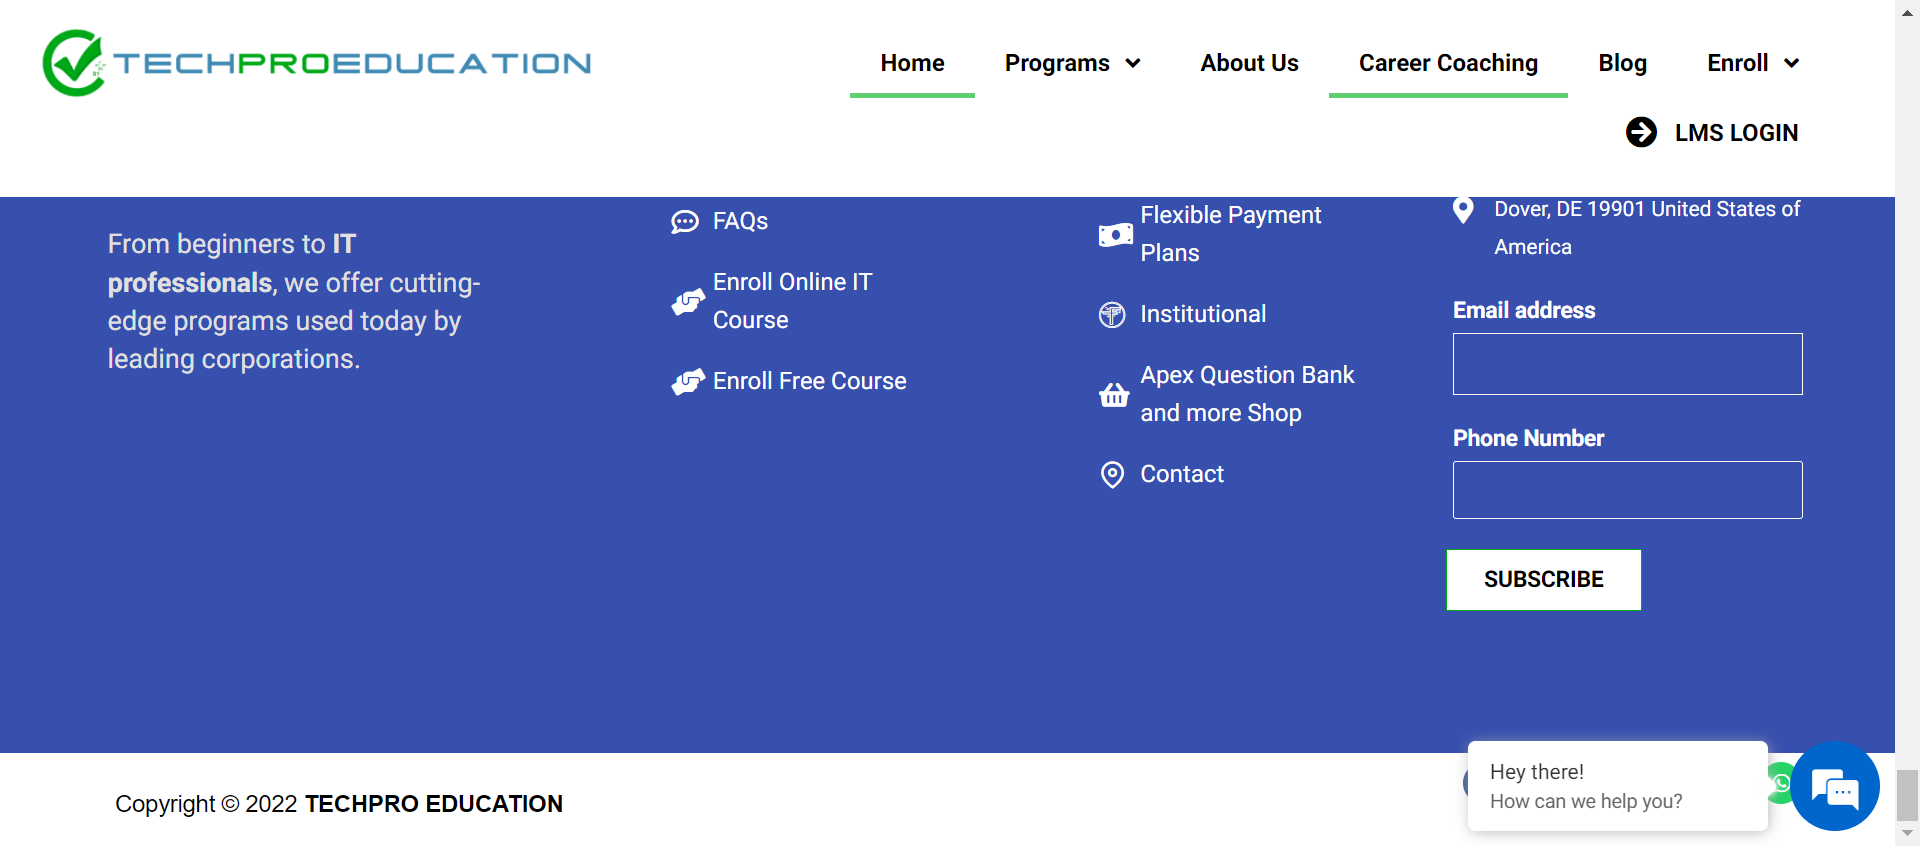 TECHPROEDUCATION
Home
Programs
About Us
Career Coaching
Blog
Enroll
LMS LOGIN
From beginners to IT
professionals, we offer cutting-
edge programs used today by
leading corporations.
FAQs
Enroll Online IT
Course
Enroll Free Course
Flexible Payment
Plans
Institutional
Apex Question Bank
and more Shop
Contact
Dover, DE 19901 United States of
America
Email address
Phone Number
SUBSCRIBE
Copyright © 2022 TECHPRO EDUCATION
Hey there!
How can we help you?